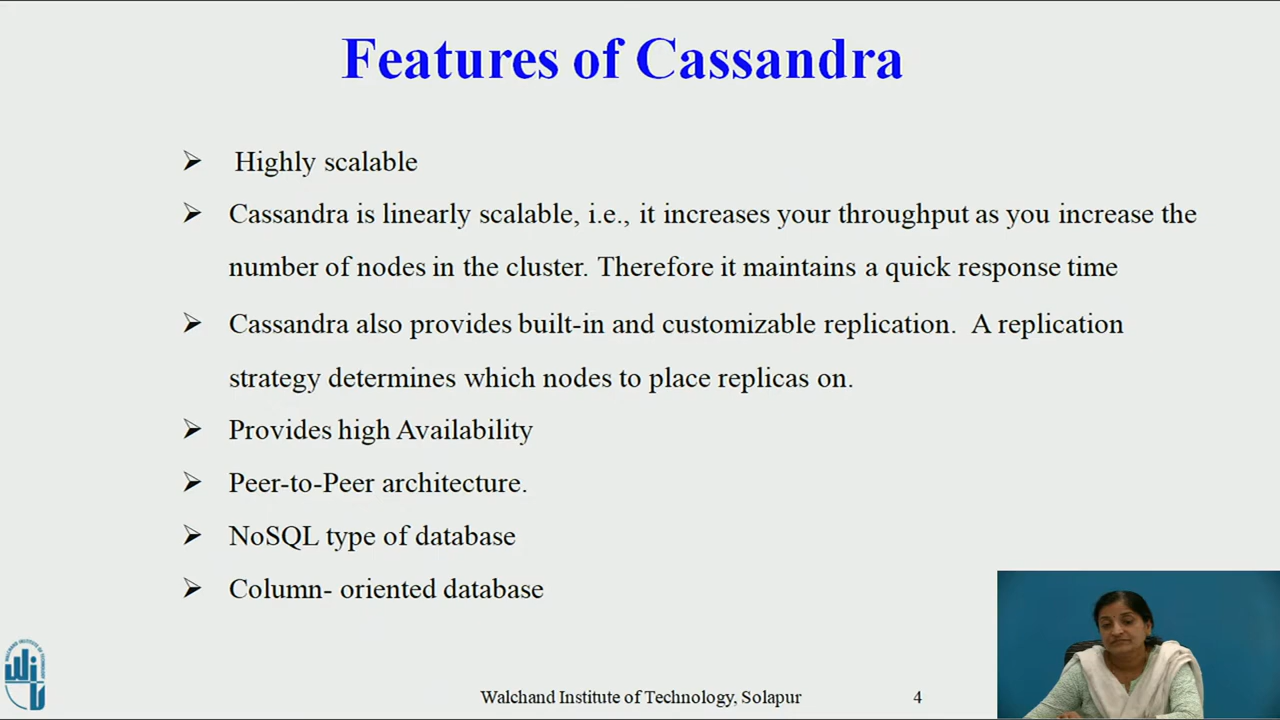 Features of Cassandra
➢ Highly scalable
➢ Cassandra is linearly scalable, i.e., it increases your throughput as you increase the
number of nodes in the cluster. Therefore it maintains a quick response time
➢ Cassandra also provides built-in and customizable replication. A replication
strategy determines which nodes to place replicas on.
➢ Provides high Availability
➢ Peer-to-Peer architecture.
➢ NoSQL type of database
➢ Column- oriented database
Walchand Institute of Technology, Solapur 4